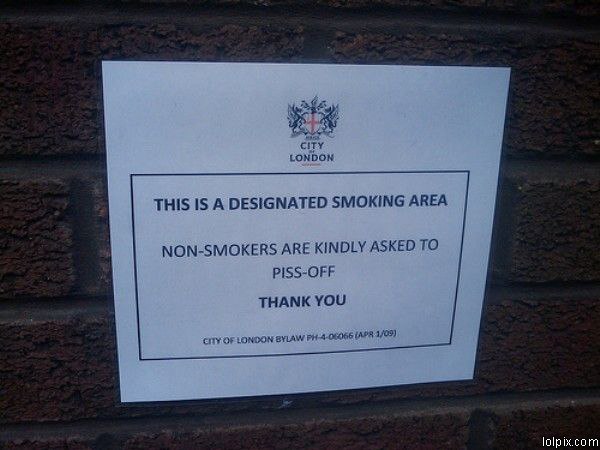 CITY
OF
LONDON
THIS IS A DESIGNATED SMOKING AREA
NON-SMOKERS ARE KINDLY ASKED TO
PISS-OFF
THANK YOU
CITY OF LONDON BYLAW PH-4-06066 (APR 1/09)
lolpix.com